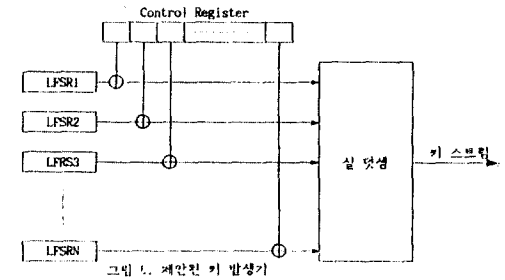 Control Register
LFSR1
LFSR2
LFRS3
LFSRN
실 덧셈
키 스트림
그림 1. 제안된 키 발생기